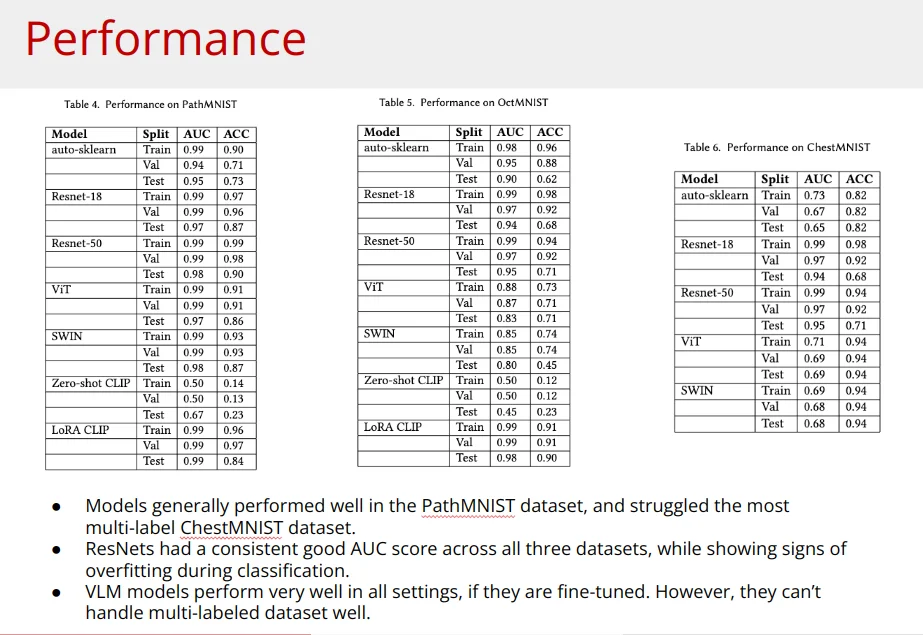 Performance
Table 4. Performance on PathMNIST
Model Split AUC ACC
auto-sklearn Train 0.99 0.90
Val 0.94 0.71
Test 0.95 0.73
Resnet-18 Train 0.99 0.97
Val 0.99 0.96
Test 0.97 0.87
Resnet-50 Train 0.99 0.99
Val 0.99 0.98
Test 0.98 0.90
ViT Train 0.99 0.91
Val 0.99 0.91
Test 0.97 0.86
SWIN Train 0.99 0.93
Val 0.99 0.93
Test 0.98 0.87
Zero-shot CLIP Train 0.50 0.14
Val 0.50 0.13
Test 0.67 0.23
LoRA CLIP Train 0.99 0.96
Val 0.99 0.97
Test 0.99 0.84
Table 5. Performance on OctMNIST
Model Split AUC ACC
auto-sklearn Train 0.98 0.96
Val 0.95 0.88
Test 0.90 0.62
Resnet-18 Train 0.99 0.98
Val 0.97 0.92
Test 0.94 0.68
Resnet-50 Train 0.99 0.94
Val 0.97 0.92
Test 0.95 0.71
ViT Train 0.88 0.73
Val 0.87 0.71
Test 0.83 0.71
SWIN Train 0.85 0.74
Val 0.85 0.74
Test 0.80 0.45
Zero-shot CLIP Train 0.50 0.12
Val 0.50 0.12
Test 0.45 0.23
LoRA CLIP Train 0.99 0.91
Val 0.99 0.91
Test 0.98 0.90
Table 6. Performance on ChestMNIST
Model Split AUC ACC
auto-sklearn Train 0.73 0.82
Val 0.67 0.82
Test 0.65 0.82
Resnet-18 Train 0.99 0.98
Val 0.97 0.92
Test 0.94 0.68
Resnet-50 Train 0.99 0.94
Val 0.97 0.92
Test 0.95 0.71
ViT Train 0.71 0.94
Val 0.69 0.94
Test 0.69 0.94
SWIN Train 0.69 0.94
Val 0.68 0.94
Test 0.68 0.94
● Models generally performed well in the PathMNIST dataset, and struggled the most
multi-label ChestMNIST dataset.
● ResNets had a consistent good AUC score across all three datasets, while showing signs of
overfitting during classification.
● VLM models perform very well in all settings, if they are fine-tuned. However, they can't
handle multi-labeled dataset well.